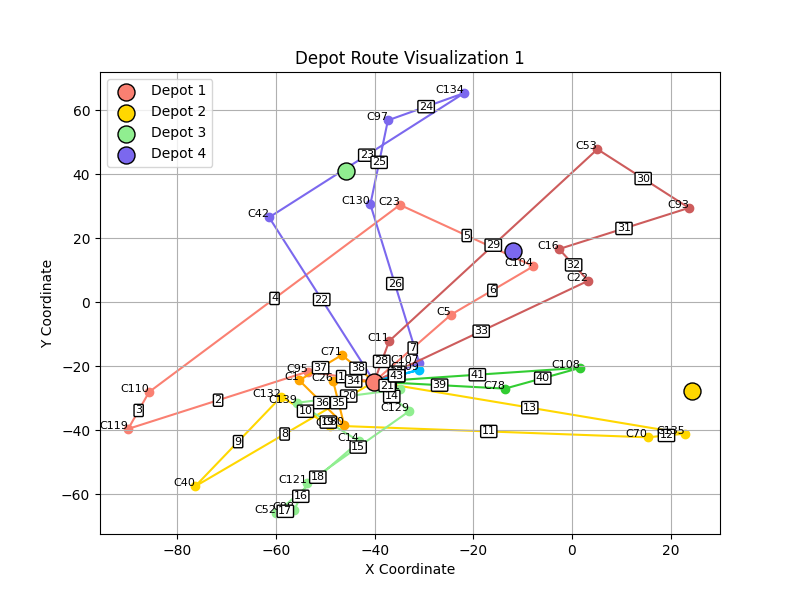 Depot Route Visualization 1
Depot 1
Depot 2
Depot 3
Depot 4
Y Coordinate
60
40
20
0
−20
−40
−60
C134
24
C97
23
25
C53
30
C42
C130
C23
C93
5
29
31
C16
C104
32
C22
26
6
4
22
C5
33
C71
C11
7
28
C95
37
38
C108
C26
1
34
43
41
40
C110
2
21
39
C78
C119
3
C132
C139
20
14
10
36
35
C129
13
9
8
C14
15
11
C70
12
C135
C40
C121
18
16
C52
17
−80
−60
−40
−20
0
20
X Coordinate